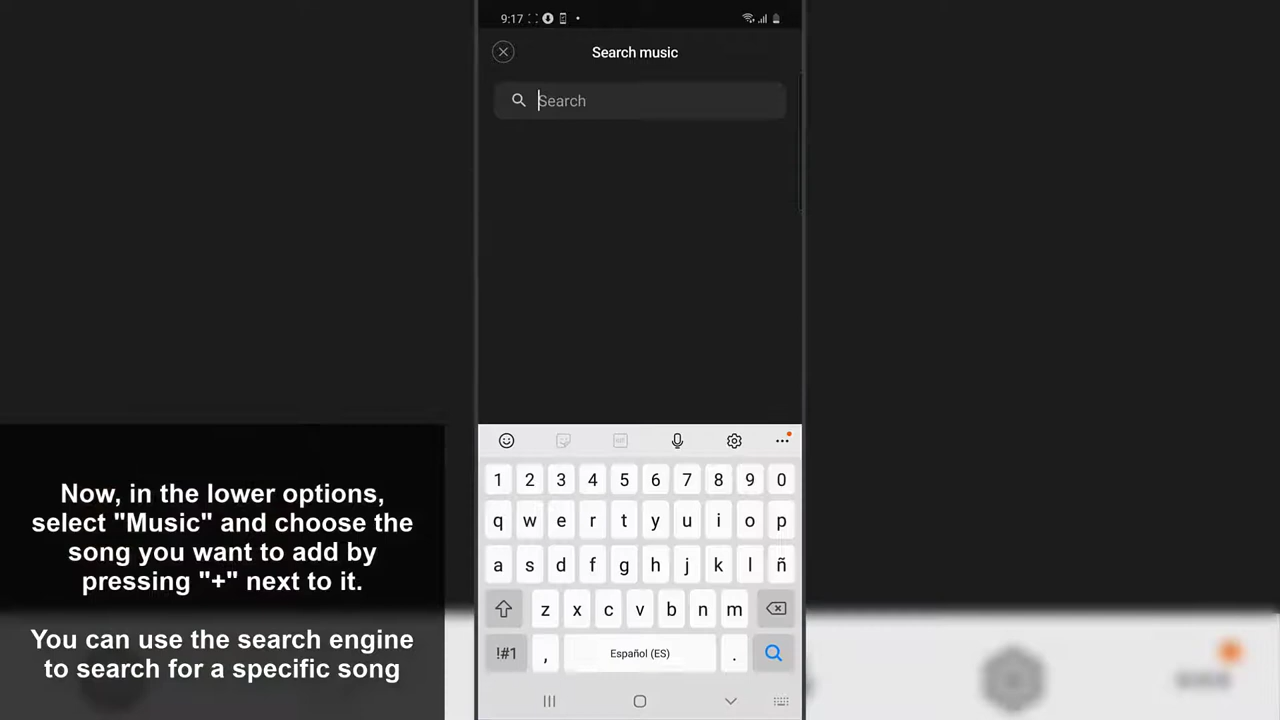 9:17
Search music
Search
1 2 3 4 5 6 7 8 9 0
q w e r t y u i o p
a s d f g h j k l ñ
z x c v b n m
!#1 , Español (ES) .
Now, in the lower options,
select "Music" and choose the
song you want to add by
pressing "+" next to it.
You can use the search engine
to search for a specific song